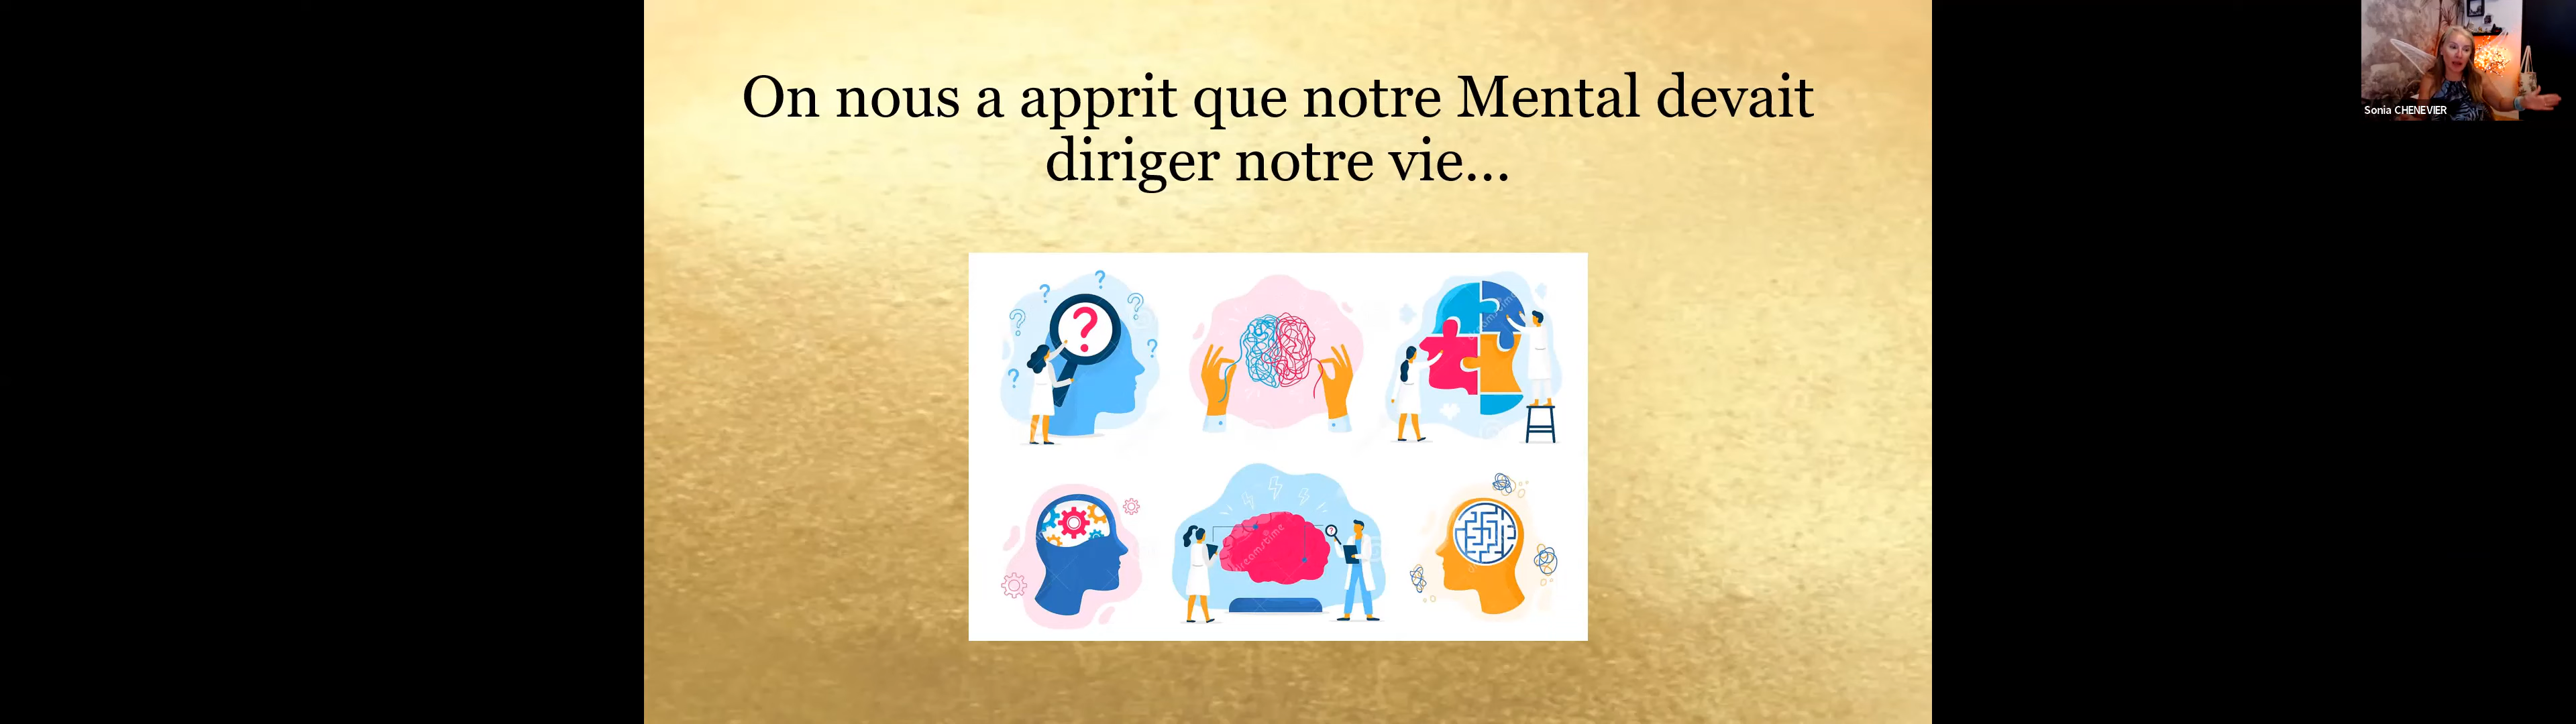 On nous a apprit que notre Mental devait
diriger notre vie...
Sonia CHENEVIER
? ? ? ? ? ? ?